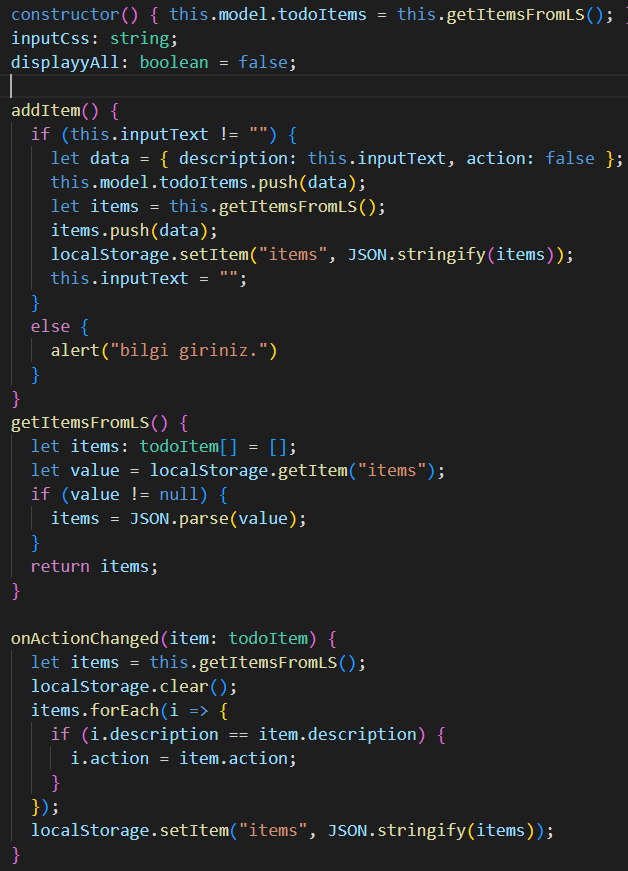 constructor() { this.model.todoItems = this.getItemsFromLS(); }
inputCss: string;
displayyAll: boolean = false;

addItem() {
  if (this.inputText != "") {
    let data = { description: this.inputText, action: false };
    this.model.todoItems.push(data);
    let items = this.getItemsFromLS();
    items.push(data);
    localStorage.setItem("items", JSON.stringify(items));
    this.inputText = "";
  }
  else {
    alert("bilgi giriniz.")
  }
}
getItemsFromLS() {
  let items: todoItem[] = [];
  let value = localStorage.getItem("items");
  if (value != null) {
    items = JSON.parse(value);
  }
  return items;
}

onActionChanged(item: todoItem) {
  let items = this.getItemsFromLS();
  localStorage.clear();
  items.forEach(i => {
    if (i.description == item.description) {
      i.action = item.action;
    }
  });
  localStorage.setItem("items", JSON.stringify(items));
}